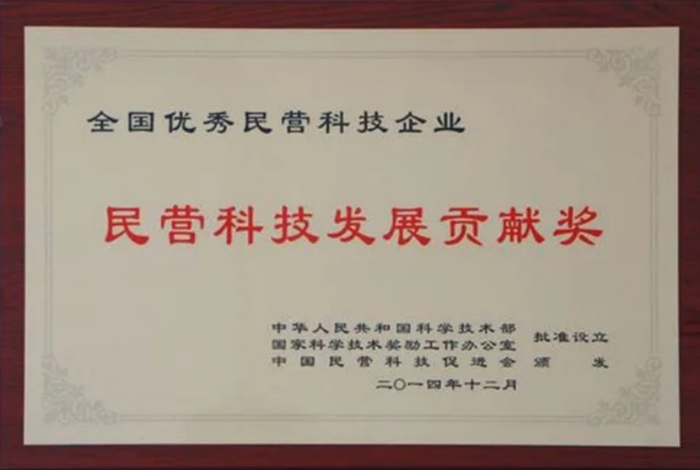 全国优秀民营科技企业
民营科技发展贡献奖
中华人民共和国科学技术部
国家科学技术奖励工作办公室 批准设立
中国民营科技促进会 颁发
二〇一四年十二月